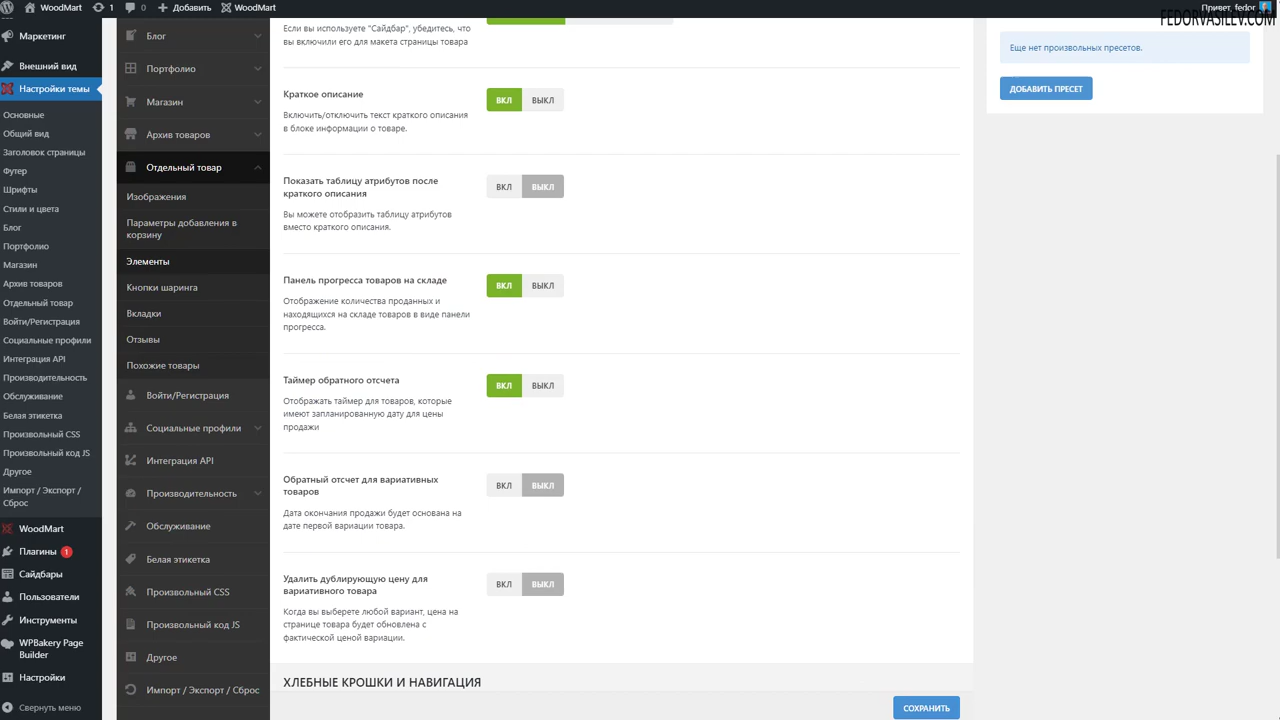 WoodMart
1
0
Добавить
WoodMart
Привет, fedor
FEDORVASILEV.COM
Маркетинг
Внешний вид
Настройки темы
Основные
Общий вид
Заголовок страницы
Футер
Шрифты
Стили и цвета
Блог
Портфолио
Магазин
Архив товаров
Отдельный товар
Войти/Регистрация
Социальные профили
Интеграция API
Производительность
Обслуживание
Белая этикетка
Произвольный CSS
Произвольный код JS
Другое
Импорт / Экспорт /
Сброс
WoodMart
Плагины 1
Сайдбары
Пользователи
Инструменты
WPBakery Page
Builder
Настройки
Свернуть меню
Блог
Портфолио
Магазин
Архив товаров
Отдельный товар
Изображения
Параметры добавления в
корзину
Элементы
Кнопки шаринга
Вкладки
Отзывы
Похожие товары
Войти/Регистрация
Социальные профили
Интеграция API
Производительность
Обслуживание
Белая этикетка
Произвольный CSS
Произвольный код JS
Другое
Импорт / Экспорт / Сброс
Если вы используете "Сайдбар", убедитесь, что
вы включили его для макета страницы товара
Краткое описание
ВКЛ ВЫКЛ
Включить/отключить текст краткого описания
в блоке информации о товаре.
Показать таблицу атрибутов после
краткого описания
ВКЛ ВЫКЛ
Вы можете отобразить таблицу атрибутов
вместо краткого описания.
Панель прогресса товаров на складе
ВКЛ ВЫКЛ
Отображение количества проданных и
находящихся на складе товаров в виде панели
прогресса.
Таймер обратного отсчета
ВКЛ ВЫКЛ
Отображать таймер для товаров, которые
имеют запланированную дату для цены
продажи
Обратный отсчет для вариативных
товаров
ВКЛ ВЫКЛ
Дата окончания продажи будет основана на
дате первой вариации товара.
Удалить дублирующую цену для
вариативного товара
ВКЛ ВЫКЛ
Когда вы выберете любой вариант, цена на
странице товара будет обновлена с
фактической ценой вариации.
ХЛЕБНЫЕ КРОШКИ И НАВИГАЦИЯ
СОХРАНИТЬ
Еще нет произвольных пресетов.
ДОБАВИТЬ ПРЕСЕТ